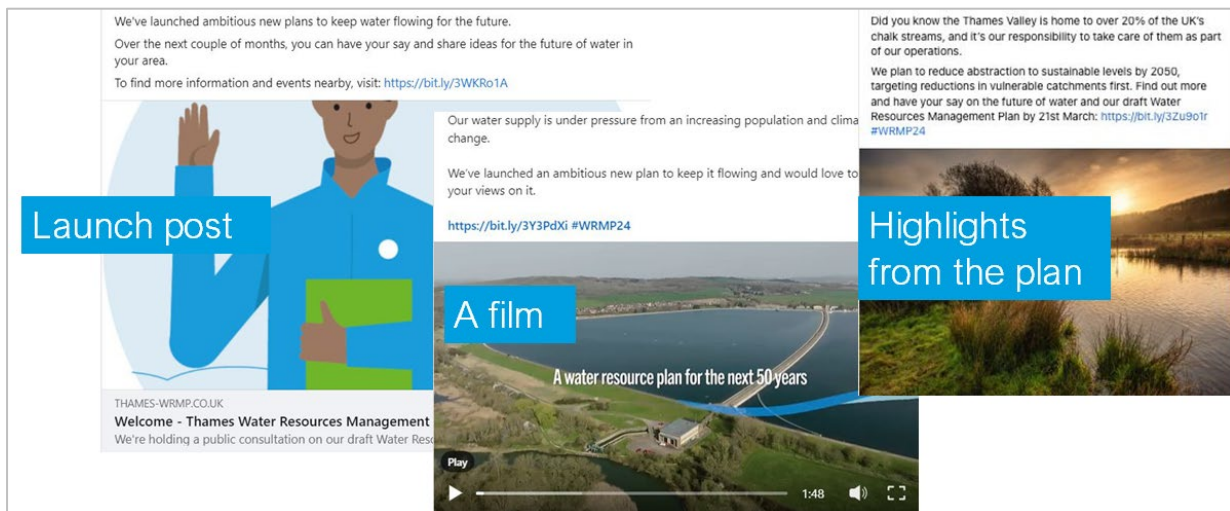 We've launched ambitious new plans to keep water flowing for the future.
Over the next couple of months, you can have your say and share ideas for the future of water in
your area.
To find more information and events nearby, visit: https://bit.ly/3WKRo1A
Launch post
THAMES-WRMP.CO.UK
Welcome - Thames Water Resources Management
We're holding a public consultation on our draft Water
Our water supply is under pressure from an increasing population and
change.
We've launched an ambitious new plan to keep it flowing and would love to
your views on it.
https://bit.ly/3Y3PdXi #WRMP24
A film
A water resource plan for the next 50 years
Play
1:48
Did you know the Thames Valley is home to over 20% of the UK's
chalk streams, and it's our responsibility to take care of them as part
of our operations.
We plan to reduce abstraction to sustainable levels by 2050,
targeting reductions in vulnerable catchments first. Find out more
and have your say on the future of water and our draft Water
Resources Management Plan by 21st March: https://bit.ly/3Zu9o1r
#WRMP24
Highlights
from the plan